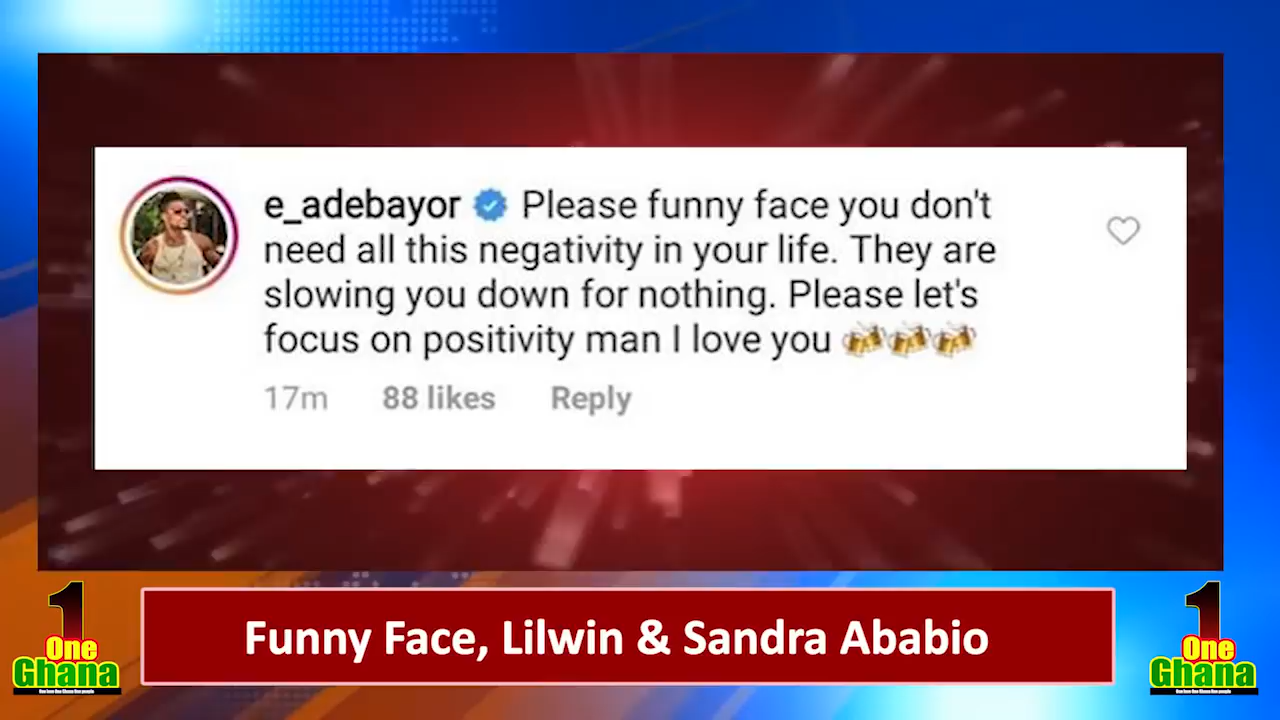 e_adebayor Please funny face you don't
need all this negativity in your life. They are
slowing you down for nothing. Please let's
focus on positivity man I love you 🍻🍻🍻
17m 88 likes Reply
Funny Face, Lilwin & Sandra Ababio
1
One
Ghana
1
One
Ghana